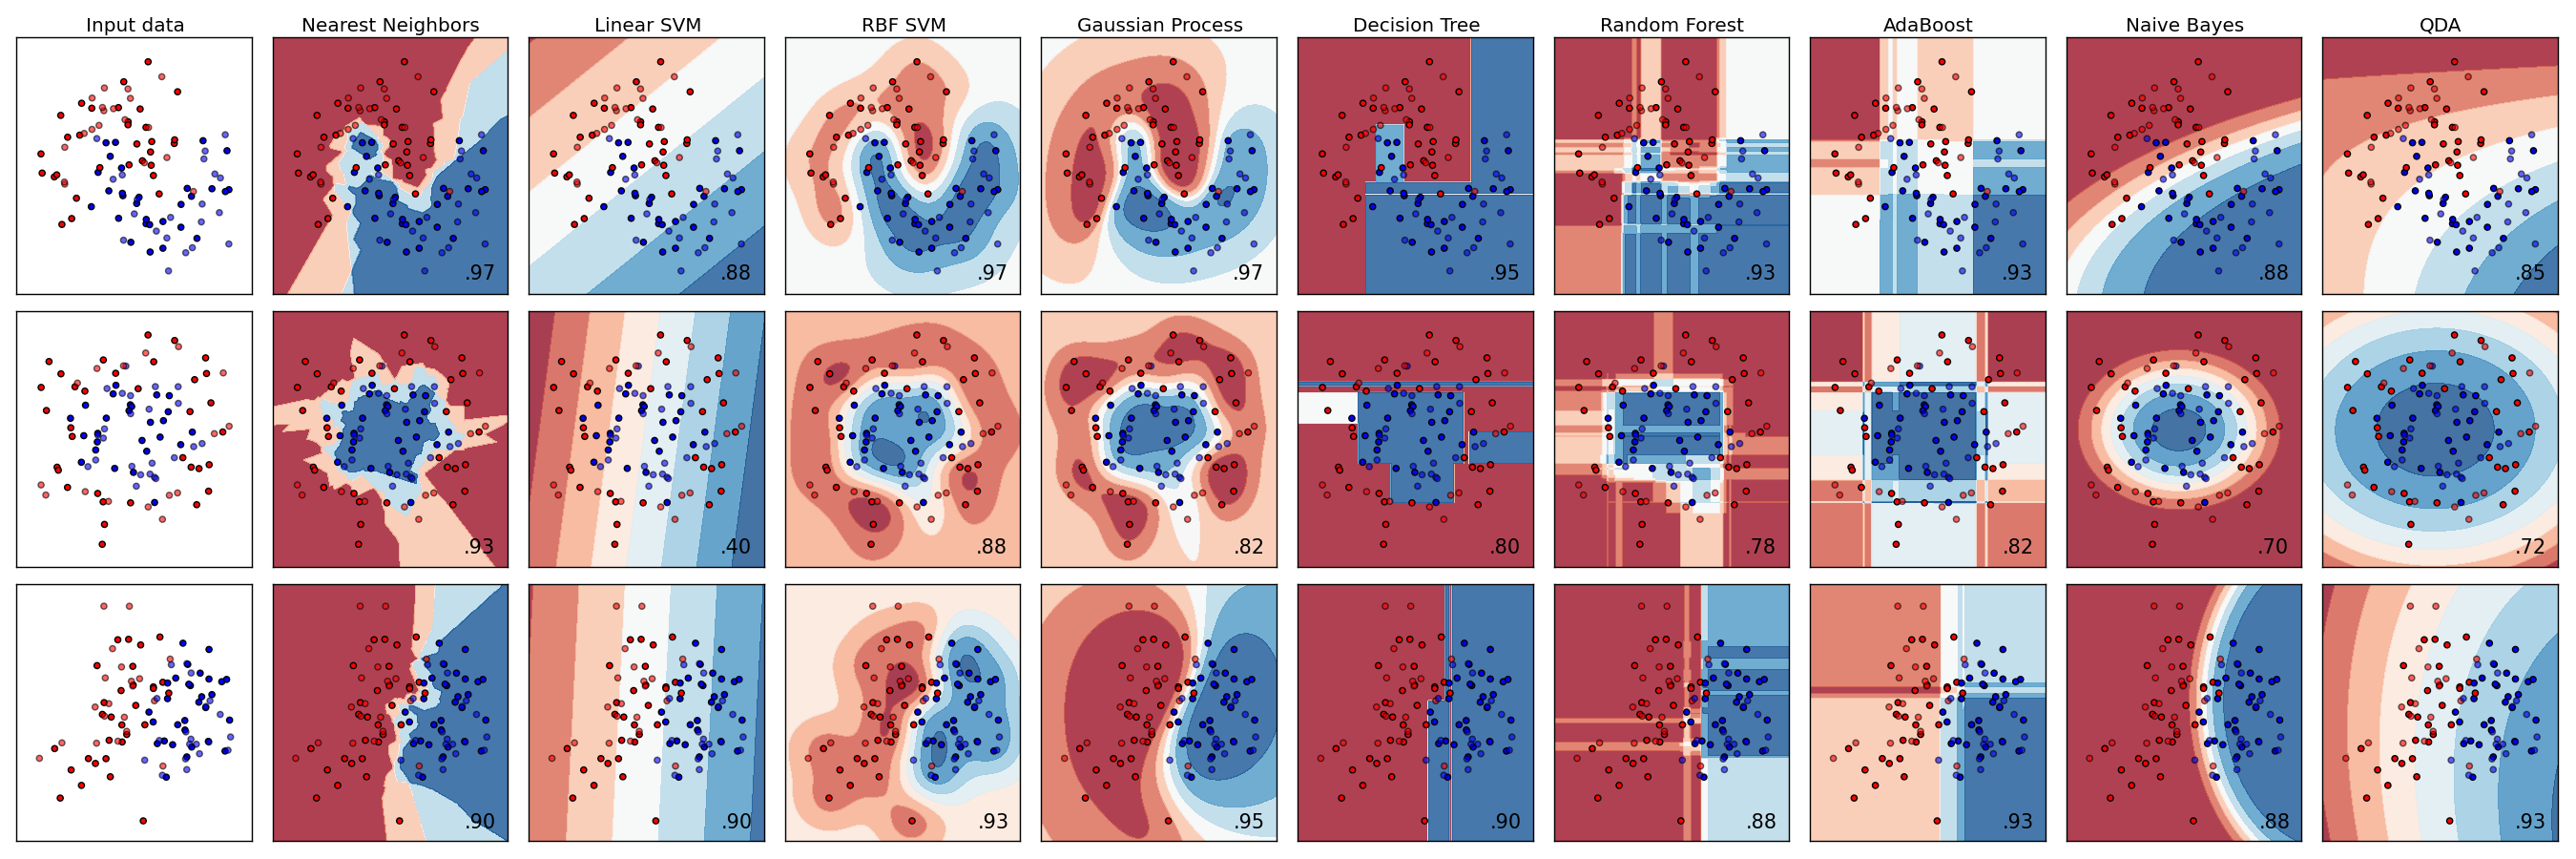 Input data Nearest Neighbors Linear SVM RBF SVM Gaussian Process Decision Tree Random Forest AdaBoost Naive Bayes QDA
.97 .88 .97 .97 .95 .93 .93 .88 .85
.93 .40 .88 .82 .80 .78 .82 .70 .72
.90 .90 .93 .95 .90 .88 .93 .88 .93